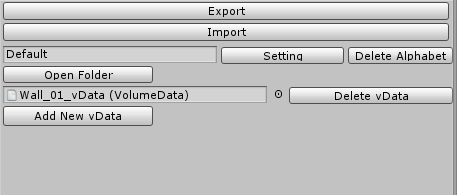 Export
Import
Default Setting Delete Alphabet
Open Folder
Wall_01_vData (VolumeData) Delete vData
Add New vData